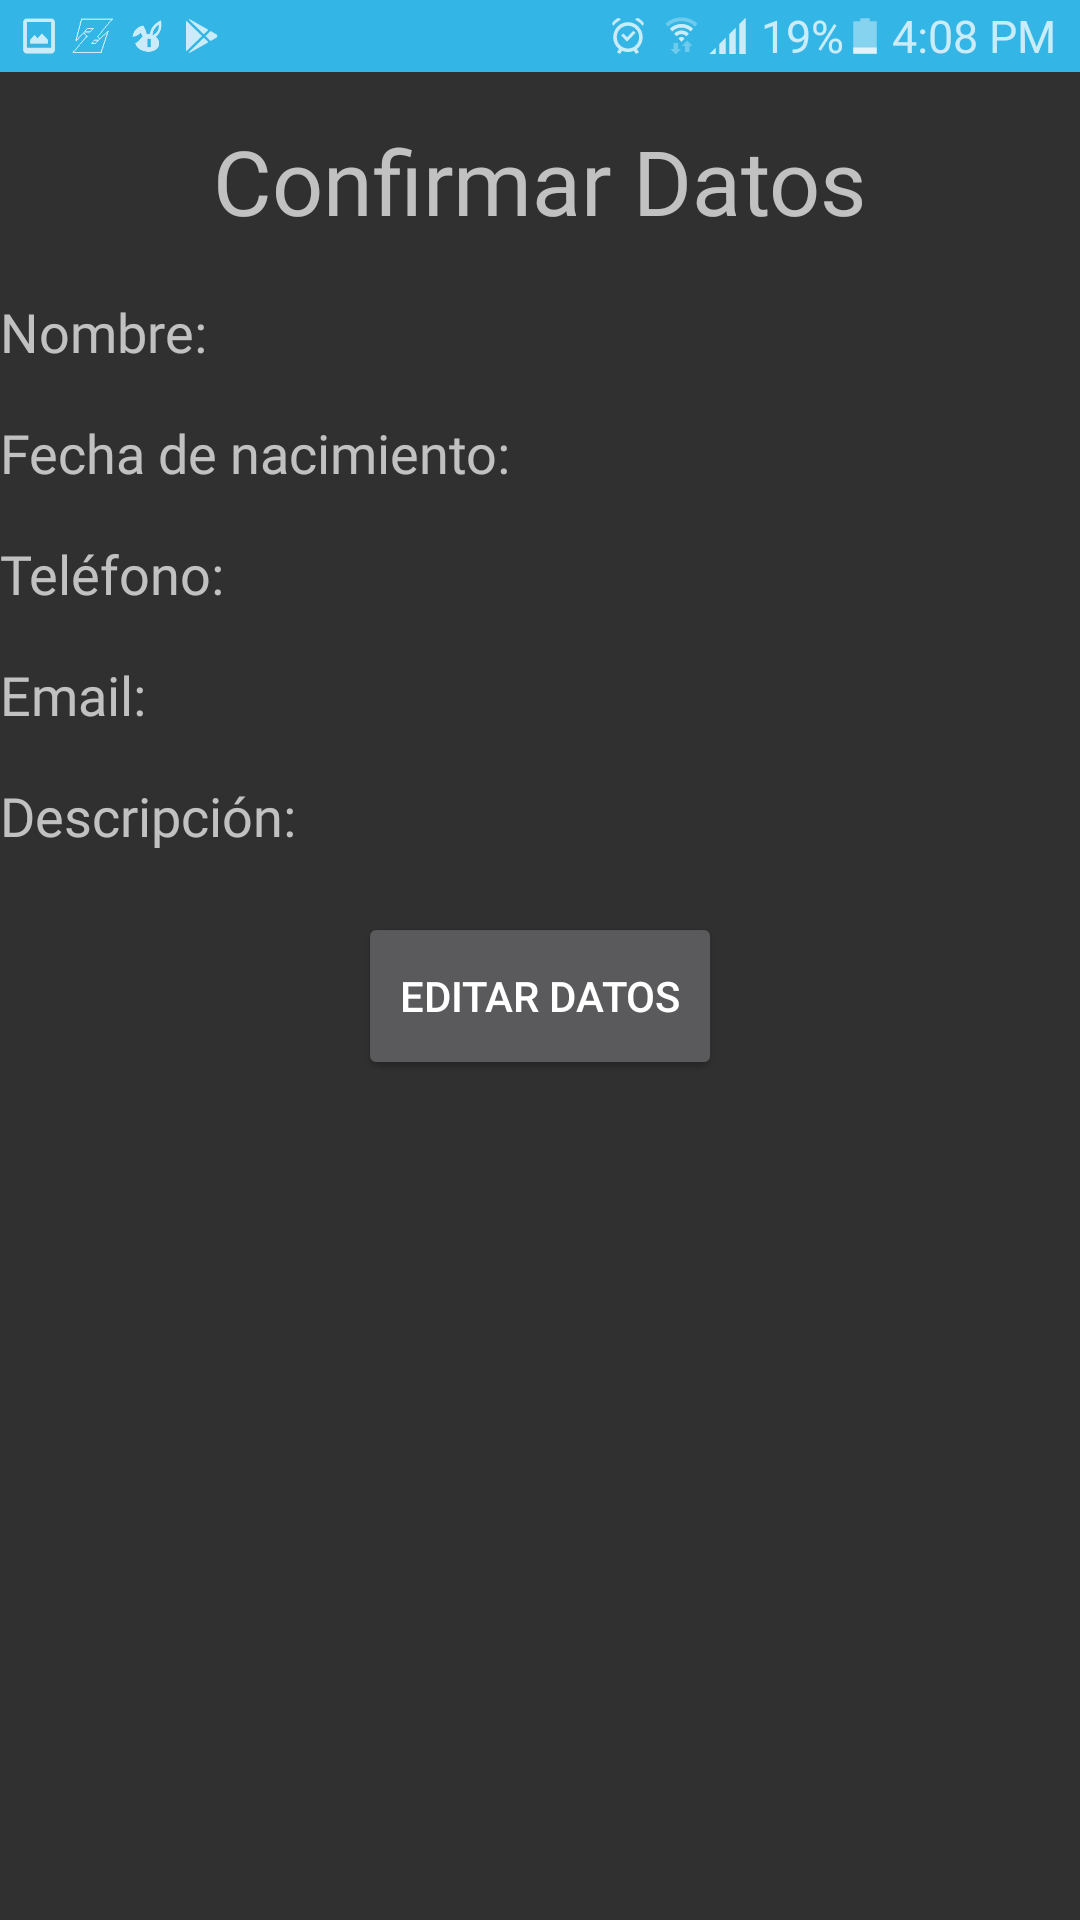 19% 4:08 PM
Confirmar Datos
Nombre:
Fecha de nacimiento:
Teléfono:
Email:
Descripción:
EDITAR DATOS